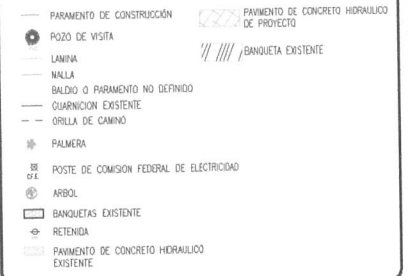 PARAMENTO DE CONSTRUCCIÓN
POZO DE VISITA
LAMINA
MALLA
BALDIO O PARAMENTO NO DEFINIDO
GUARNICION EXISTENTE
ORILLA DE CAMINO
PALMERA
C.F.E.
POSTE DE COMISION FEDERAL DE ELECTRICIDAD
ARBOL
BANQUETAS EXISTENTE
RETENIDA
PAVIMENTO DE CONCRETO HIDRAULICO
EXISTENTE
PAVIMENTO DE CONCRETO HIDRAULICO
DE PROYECTO
BANQUETA EXISTENTE